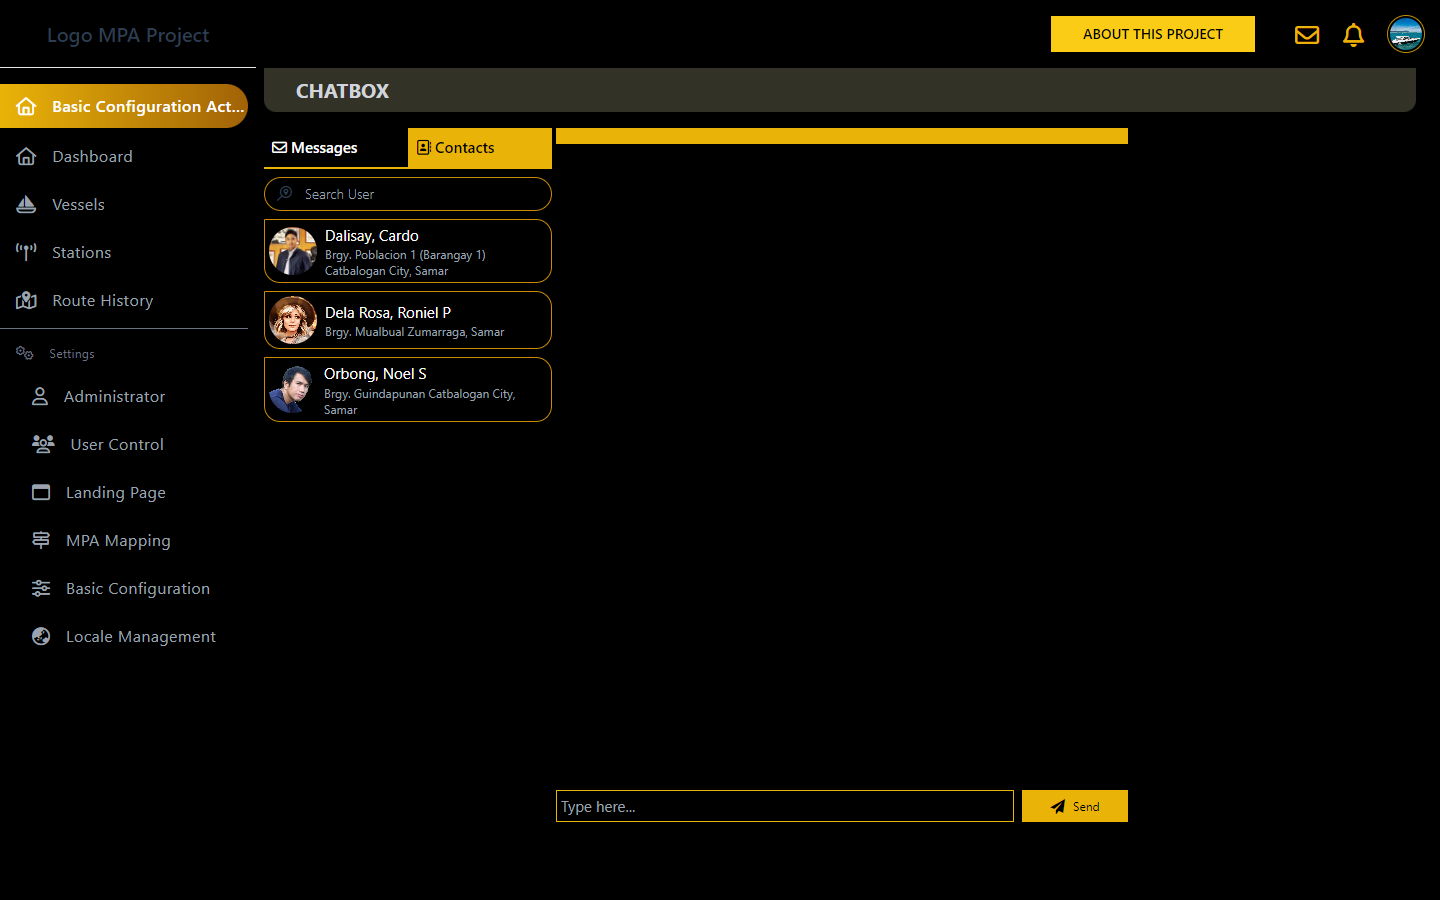 Logo MPA Project
ABOUT THIS PROJECT
Basic Configuration Act...
Dashboard
Vessels
Stations
Route History
Settings
Administrator
User Control
Landing Page
MPA Mapping
Basic Configuration
Locale Management
CHATBOX
Messages
Contacts
Search User
Dalisay, Cardo
Brgy. Poblacion 1 (Barangay 1)
Catbalogan City, Samar
Dela Rosa, Roniel P
Brgy. Mualbual Zumarraga, Samar
Orbong, Noel S
Brgy. Guindapunan Catbalogan City,
Samar
Type here...
Send